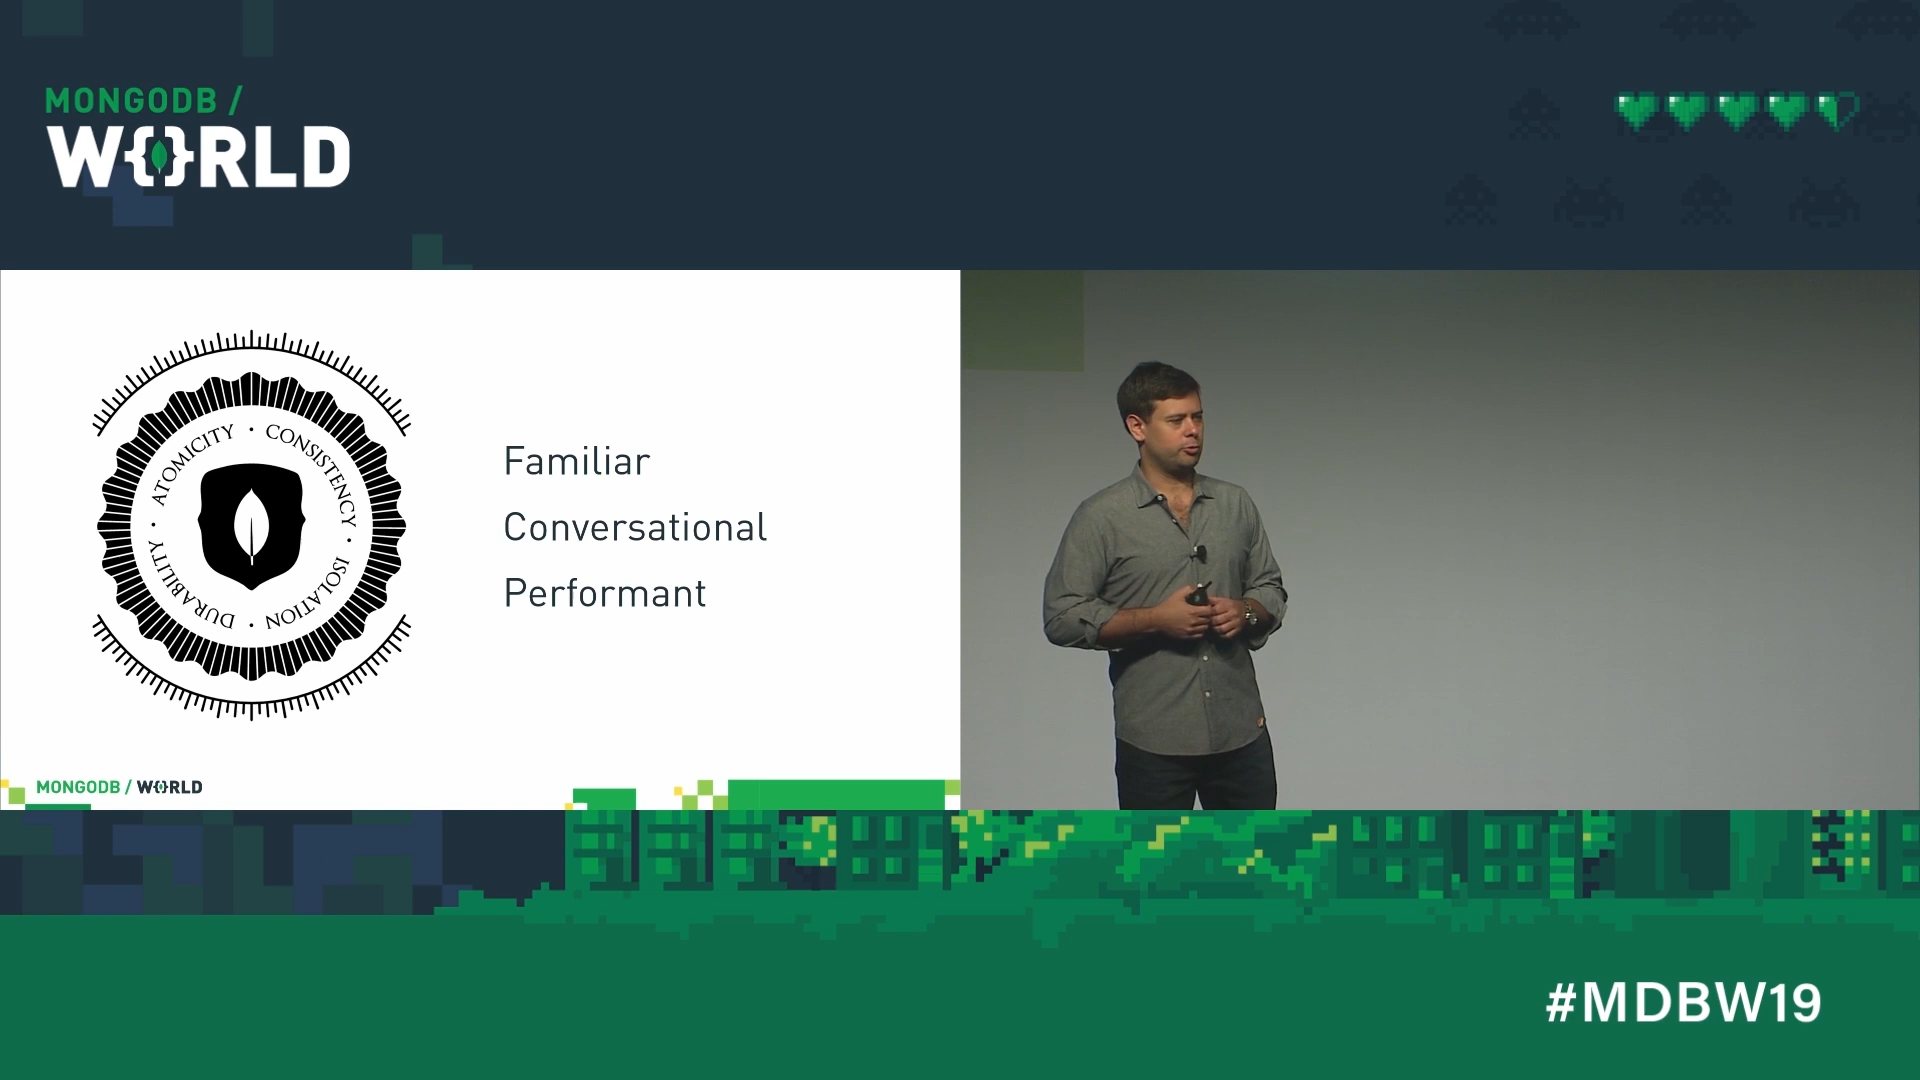 MONGODB /
W{}RLD
ATOMICITY · CONSISTENCY · ISOLATION · DURABILITY ·
Familiar
Conversational
Performant
MONGODB / W{}RLD
#MDBW19